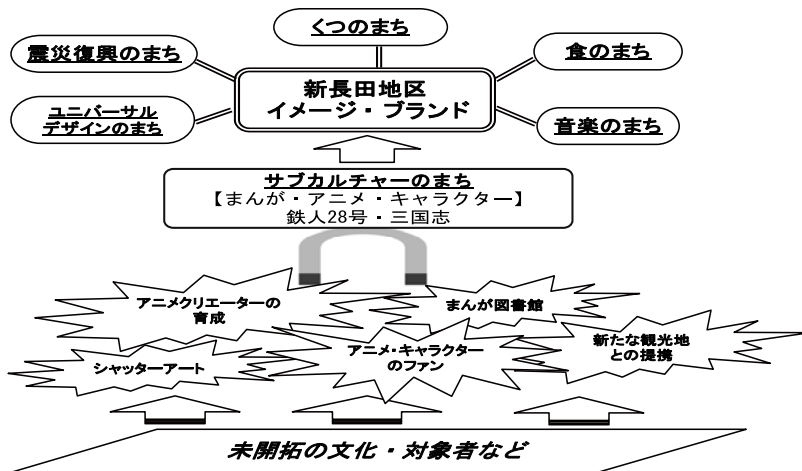 くつのまち
震災復興のまち
食のまち
新長田地区
イメージ・ブランド
ユニバーサル
デザインのまち
音楽のまち
サブカルチャーのまち
【まんが・アニメ・キャラクター】
鉄人28号・三国志
アニメクリエーターの
育成
まんが図書館
新たな観光地
との提携
アニメ・キャラクター
のファン
シャッターアート
未開拓の文化・対象者など